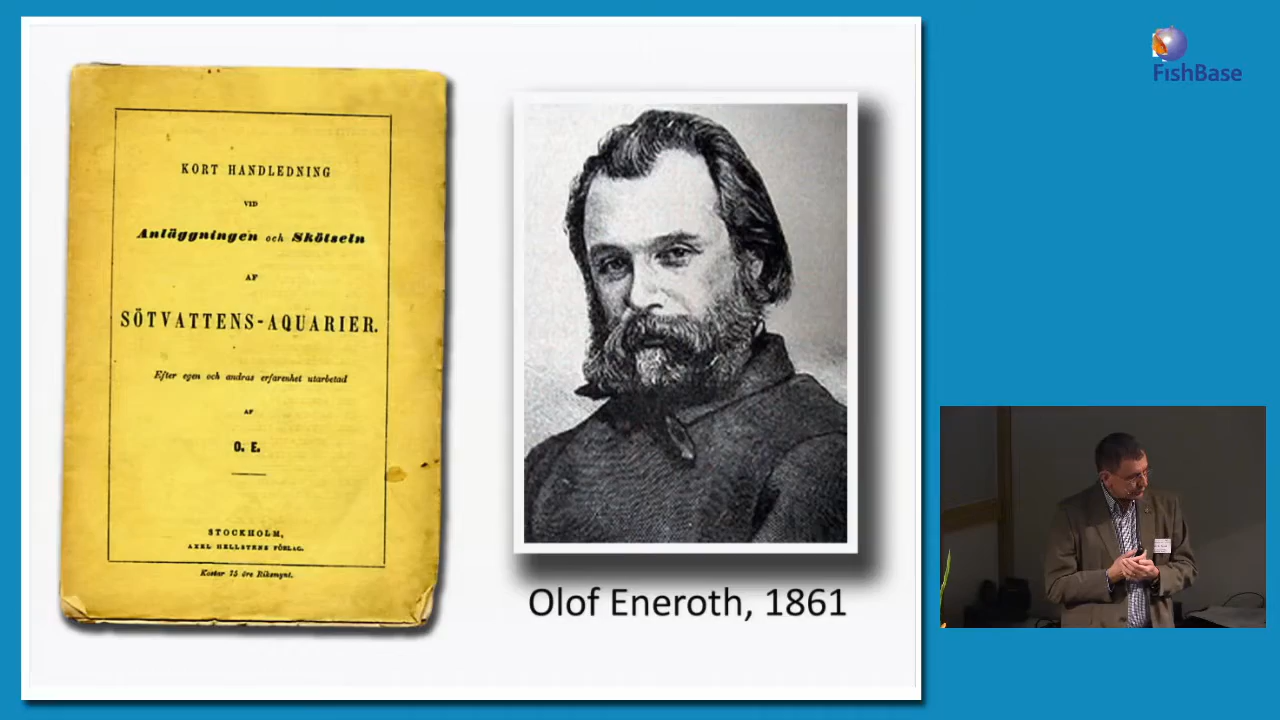 KORT HANDLEDNING
VID
Anläggningen och Skötseln
AF
SÖTVATTENS-AQUARIER.
Efter egen och andras erfarenhet utarbetad
AF
O. E.
STOCKHOLM,
AXEL HELLSTENS FÖRLAG.
Kostar 75 öre Riksmynt.
Olof Eneroth, 1861
FishBase